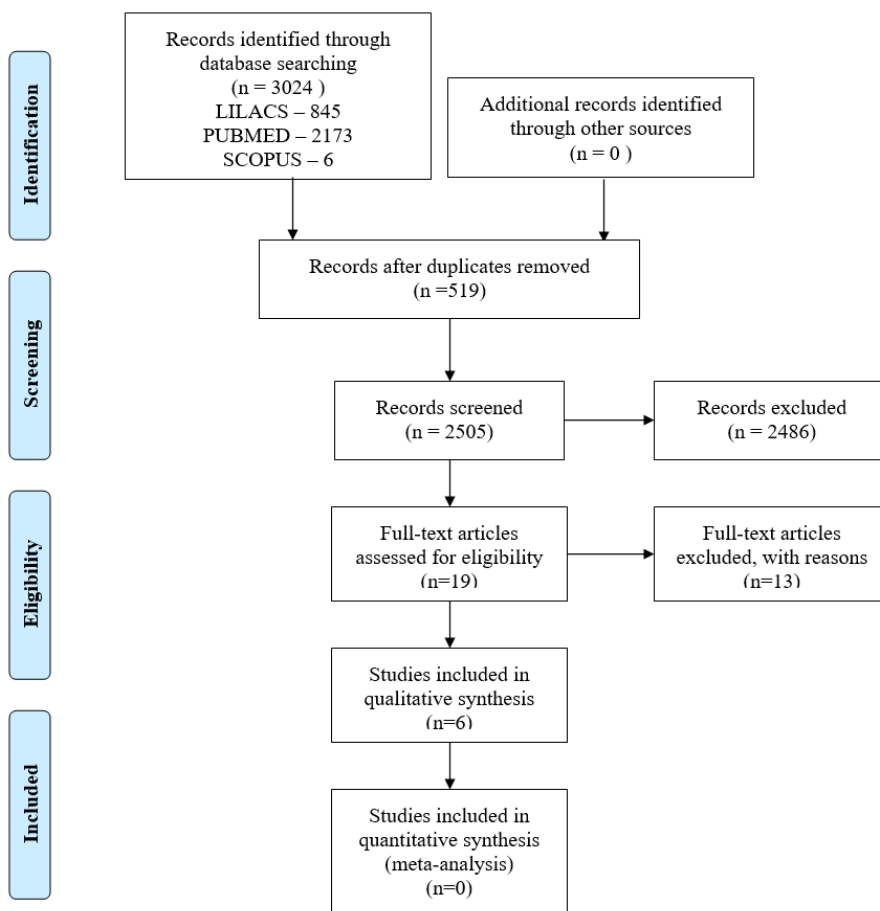 Identification
Records identified through
database searching
(n = 3024 )
LILACS – 845
PUBMED – 2173
SCOPUS – 6
Additional records identified
through other sources
(n = 0 )
Records after duplicates removed
(n =519)
Screening
Records screened
(n = 2505)
Records excluded
(n = 2486)
Eligibility
Full-text articles
assessed for eligibility
(n=19)
Full-text articles
excluded, with reasons
(n=13)
Studies included in
qualitative synthesis
(n=6)
Included
Studies included in
quantitative synthesis
(meta-analysis)
(n=0)